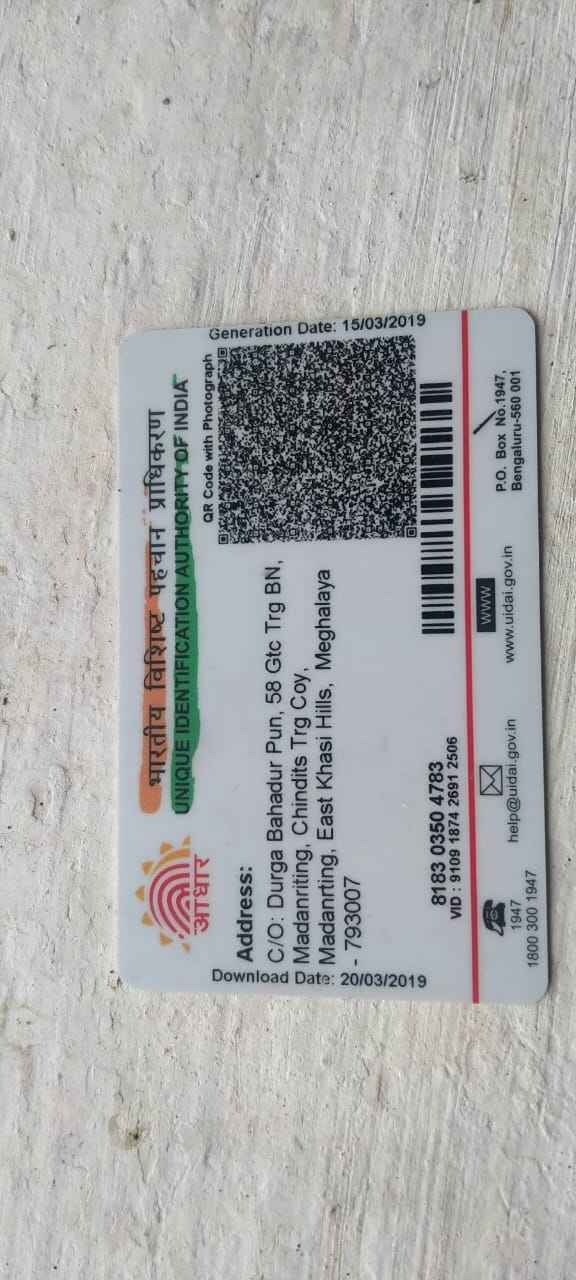 भारतीय विशिष्ट पहचान प्राधिकरण
UNIQUE IDENTIFICATION AUTHORITY OF INDIA
आधार
Download Date: 20/03/2019
Generation Date: 15/03/2019
QR Code with Photograph
Address:
C/O: Durga Bahadur Pun, 58 Gtc Trg BN,
Madanriting, Chindits Trg Coy,
Madanrting, East Khasi Hills, Meghalaya
- 793007
8183 0350 4783
VID : 9109 1874 2691 2506
1947
1800 300 1947
help@uidai.gov.in
www
www.uidai.gov.in
P.O. Box No.1947,
Bengaluru-560 001